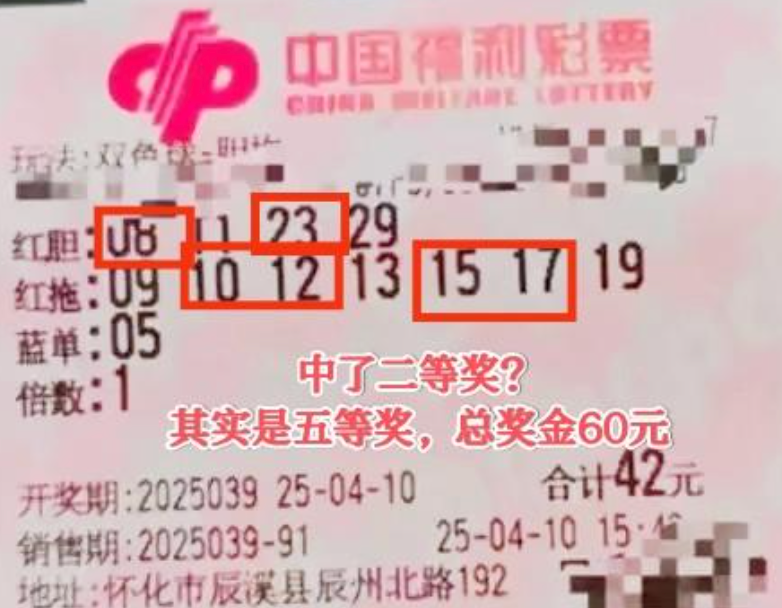 中国福利彩票
CHINA WELFARE LOTTERY
玩法:双色球-胆拖
红胆:08 11 23 29
红拖:09 10 12 13 15 17 19
蓝单:05
倍数:1
中了二等奖?
其实是五等奖，总奖金60元
合计42元
开奖期:2025039 25-04-10
销售期:2025039-91 25-04-10 15:4
地址:怀化市辰溪县辰州北路192